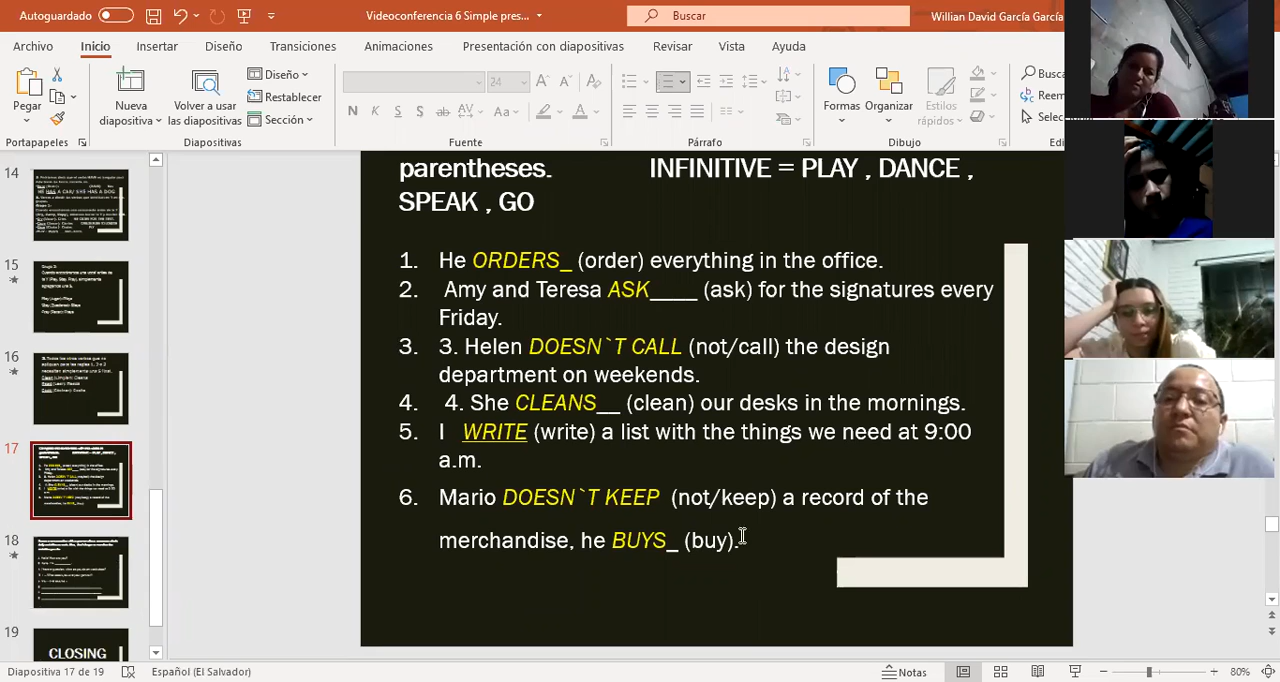 Autoguardado
Videoconferencia 6 Simple pres...
Buscar
Willian David García García
Archivo Inicio Insertar Diseño Transiciones Animaciones Presentación con diapositivas Revisar Vista Ayuda
Pegar
Nueva diapositiva
Volver a usar las diapositivas
Diseño
Restablecer
Sección
24
N K S S ab AV Aa A
Formas
Organizar
Estilos rápidos
Portapapeles
Diapositivas
Fuente
Párrafo
Dibujo
14
15
16
17
18
19
CLOSING
parentheses. INFINITIVE = PLAY , DANCE ,
SPEAK , GO
1. He ORDERS_ (order) everything in the office.
2. Amy and Teresa ASK____ (ask) for the signatures every
Friday.
3. 3. Helen DOESN`T CALL (not/call) the design
department on weekends.
4. 4. She CLEANS__ (clean) our desks in the mornings.
5. I WRITE (write) a list with the things we need at 9:00
a.m.
6. Mario DOESN`T KEEP (not/keep) a record of the
merchandise, he BUYS_ (buy).
Diapositiva 17 de 19
Español (El Salvador)
Notas
80%